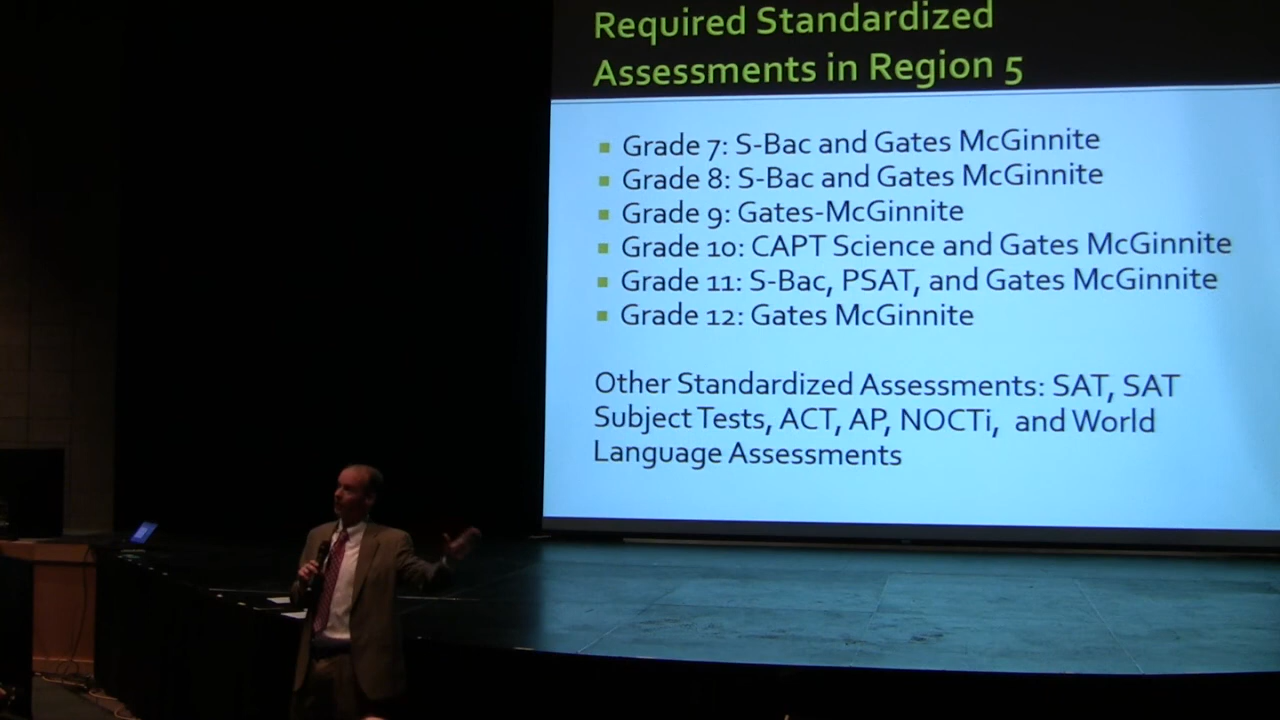 Required Standardized
Assessments in Region 5
Grade 7: S-Bac and Gates McGinnite
Grade 8: S-Bac and Gates McGinnite
Grade 9: Gates-McGinnite
Grade 10: CAPT Science and Gates McGinnite
Grade 11: S-Bac, PSAT, and Gates McGinnite
Grade 12: Gates McGinnite
Other Standardized Assessments: SAT, SAT
Subject Tests, ACT, AP, NOCTi, and World
Language Assessments